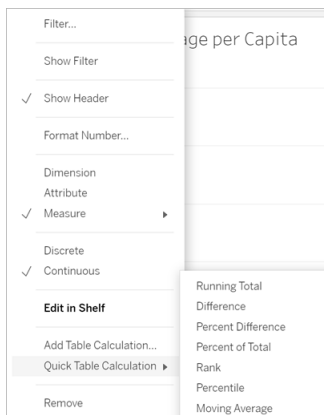 Filter...
age per Capita
Show Filter
Show Header
Format Number...
Dimension
Attribute
Measure
Discrete
Continuous
Edit in Shelf
Add Table Calculation...
Quick Table Calculation
Remove
Running Total
Difference
Percent Difference
Percent of Total
Rank
Percentile
Moving Average